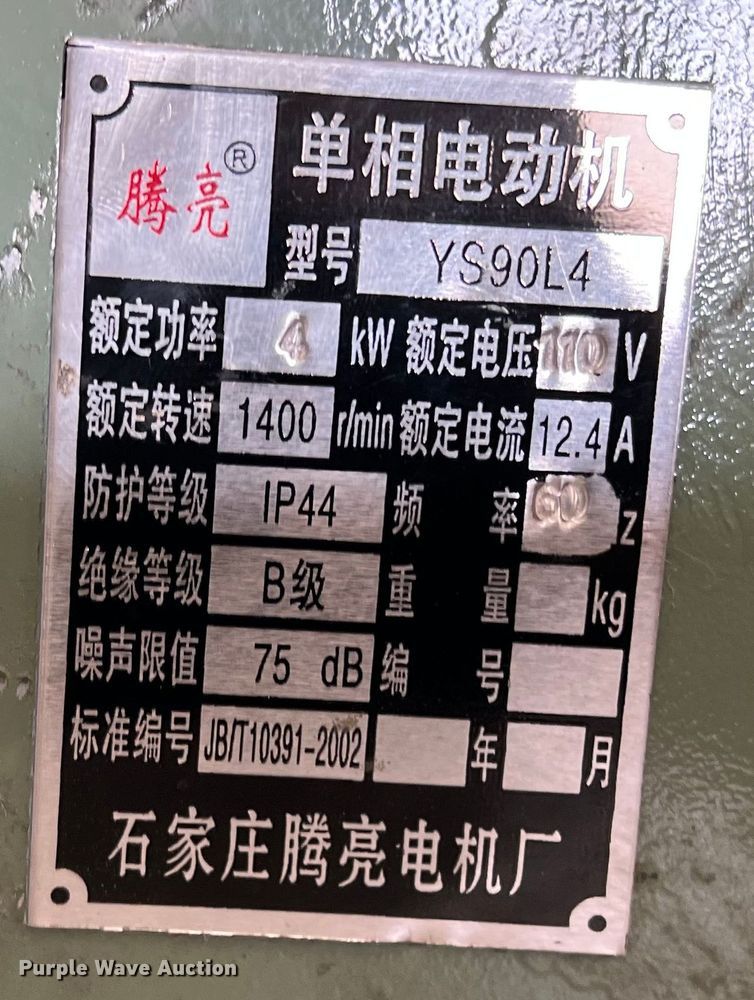 腾亮®
单相电动机
型号 YS90L4
额定功率 4 kW 额定电压 110 V
额定转速 1400 r/min 额定电流 12.4 A
防护等级 IP44 频 率 60 z
绝缘等级 B级 重 量 kg
噪声限值 75 dB 编 号
标准编号 JB/T10391-2002 年 月
石家庄腾亮电机厂
Purple Wave Auction